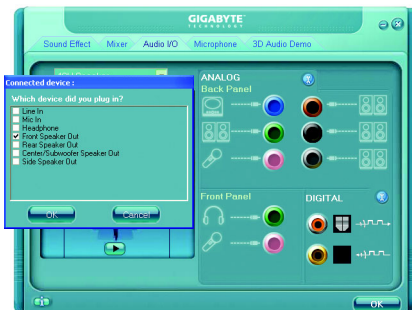 GIGABYTE
TECHNOLOGY
Sound Effect Mixer Audio I/O Microphone 3D Audio Demo
Connected device :
Which device did you plug in?
Line In
Mic In
Headphone
Front Speaker Out
Rear Speaker Out
Center/Subwoofer Speaker Out
Side Speaker Out
OK Cancel
ANALOG
Back Panel
Front Panel
DIGITAL
OK